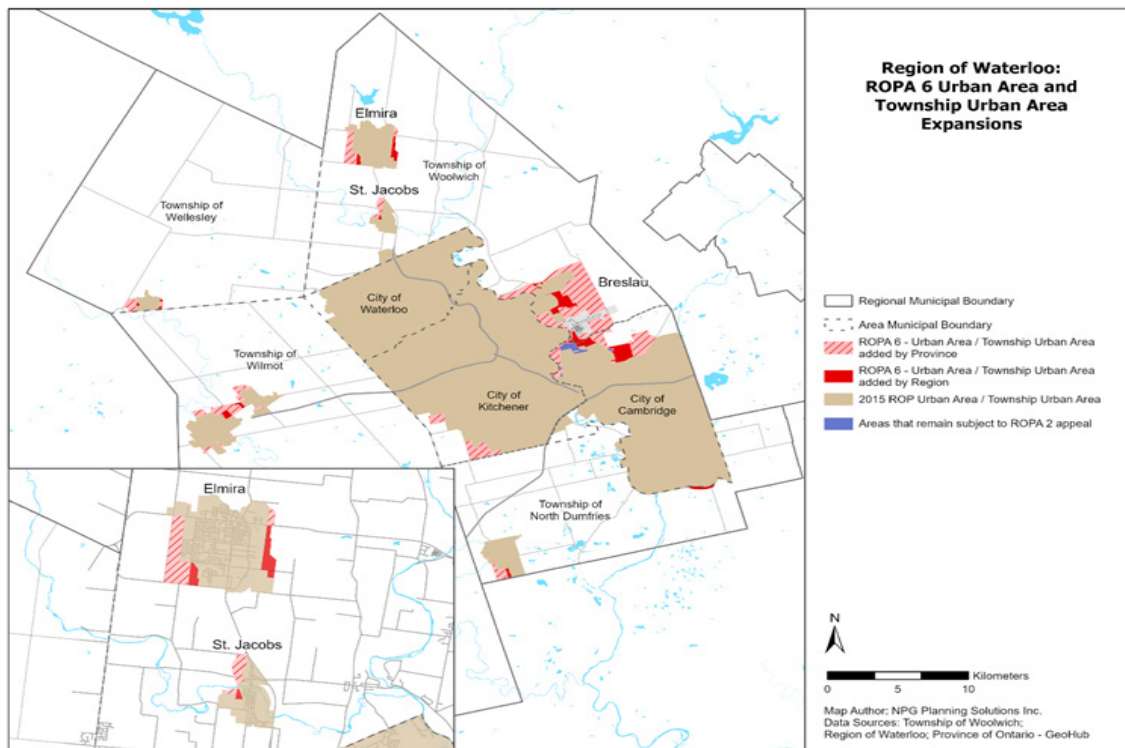 Region of Waterloo:
ROPA 6 Urban Area and
Township Urban Area
Expansions
Elmira
Township of
Woolwich
St. Jacobs
Township of
Wellesley
Breslau
City of
Waterloo
Township of
Wilmot
City of
Kitchener
City of
Cambridge
Township of
North Dumfries
Elmira
St. Jacobs
Regional Municipal Boundary
Area Municipal Boundary
ROPA 6 - Urban Area / Township Urban Area
added by Province
ROPA 6 - Urban Area / Township Urban Area
added by Region
2015 ROP Urban Area / Township Urban Area
Areas that remain subject to ROPA 2 appeal
N
Kilometers
0 5 10
Map Author; NPG Planning Solutions Inc.
Data Sources: Township of Woolwich;
Region of Waterloo; Province of Ontario - GeoHub